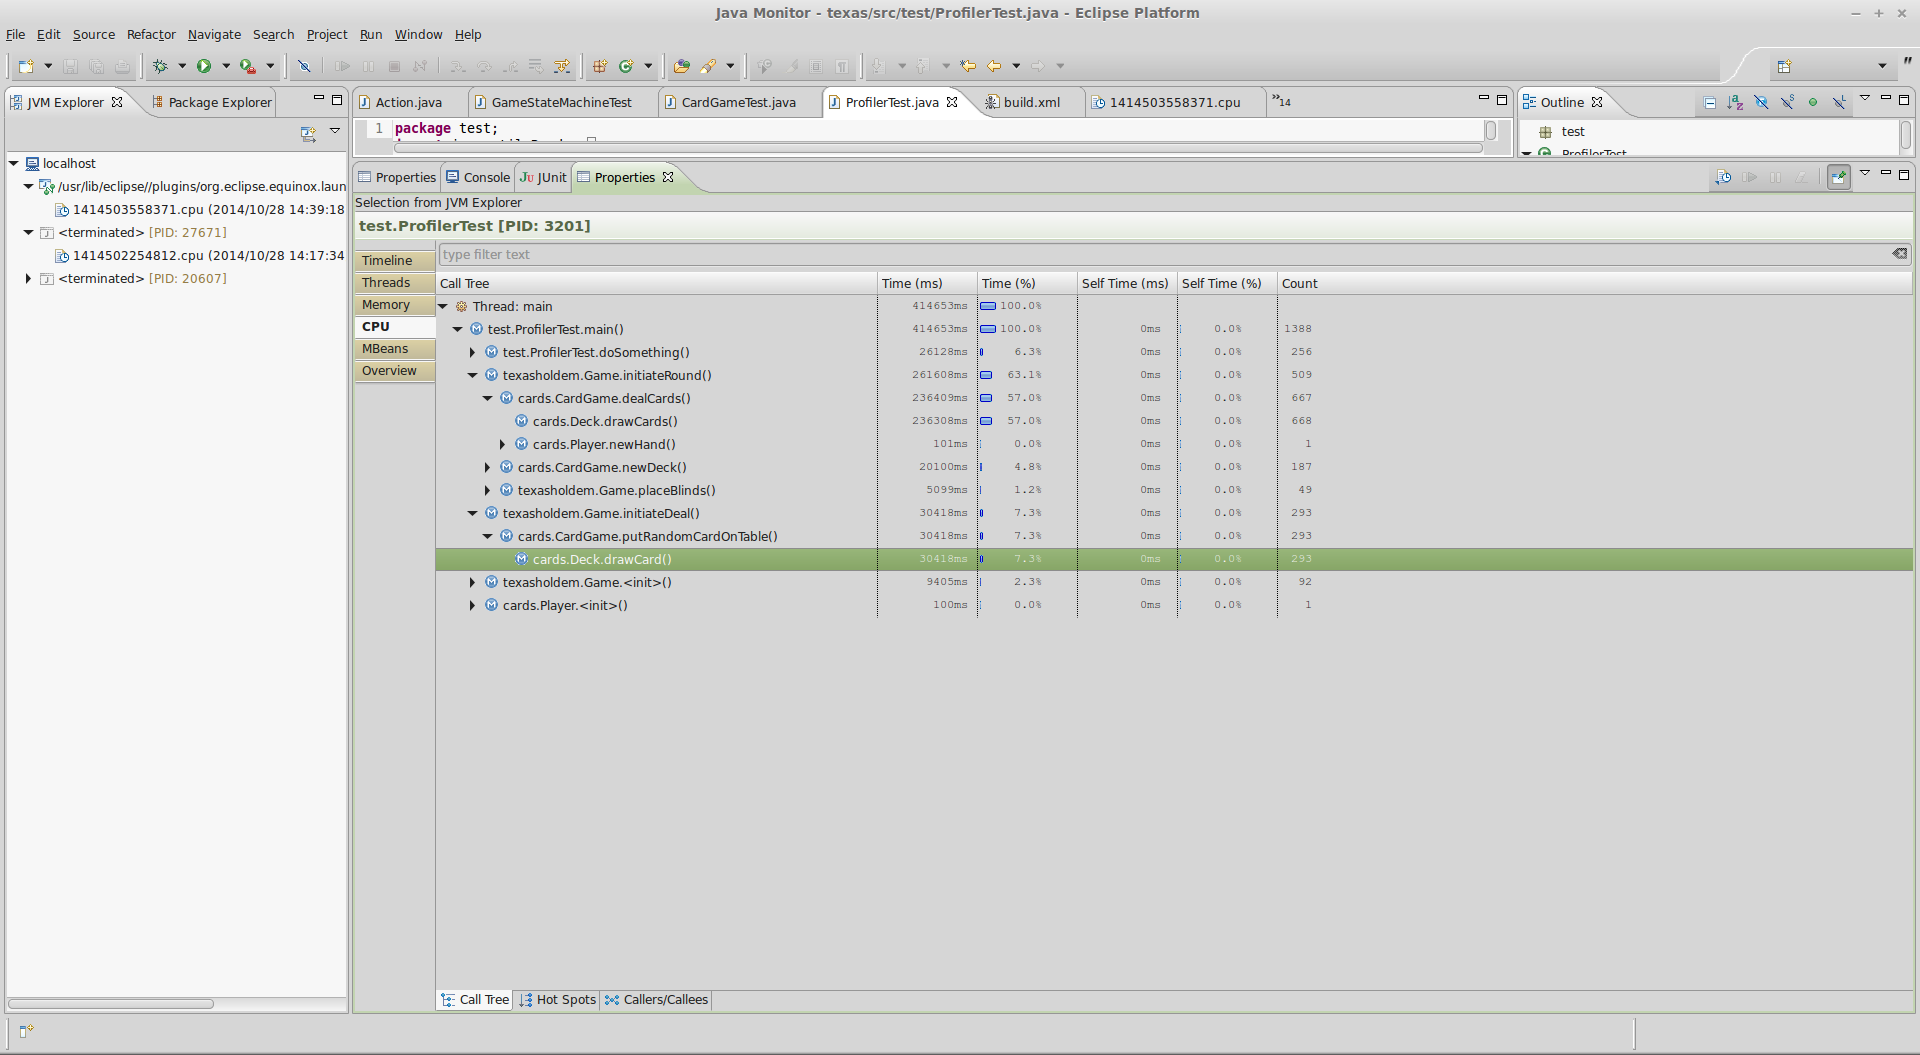 Java Monitor - texas/src/test/ProfilerTest.java - Eclipse Platform
File Edit Source Refactor Navigate Search Project Run Window Help
JVM Explorer Package Explorer
Action.java GameStateMachineTest CardGameTest.java ProfilerTest.java build.xml 1414503558371.cpu »14
Outline
1 package test;
test
ProfilerTest
localhost
/usr/lib/eclipse//plugins/org.eclipse.equinox.laun
1414503558371.cpu (2014/10/28 14:39:18
<terminated> [PID: 27671]
1414502254812.cpu (2014/10/28 14:17:34
<terminated> [PID: 20607]
Properties Console JUnit Properties
Selection from JVM Explorer
test.ProfilerTest [PID: 3201]
type filter text
Timeline
Threads
Memory
CPU
MBeans
Overview
Call Tree Time (ms) Time (%) Self Time (ms) Self Time (%) Count
Thread: main 414653ms 100.0%
test.ProfilerTest.main() 414653ms 100.0% 0ms 0.0% 1388
test.ProfilerTest.doSomething() 26128ms 6.3% 0ms 0.0% 256
texasholdem.Game.initiateRound() 261608ms 63.1% 0ms 0.0% 509
cards.CardGame.dealCards() 236409ms 57.0% 0ms 0.0% 667
cards.Deck.drawCards() 236308ms 57.0% 0ms 0.0% 668
cards.Player.newHand() 101ms 0.0% 0ms 0.0% 1
cards.CardGame.newDeck() 20100ms 4.8% 0ms 0.0% 187
texasholdem.Game.placeBlinds() 5099ms 1.2% 0ms 0.0% 49
texasholdem.Game.initiateDeal() 30418ms 7.3% 0ms 0.0% 293
cards.CardGame.putRandomCardOnTable() 30418ms 7.3% 0ms 0.0% 293
cards.Deck.drawCard() 30418ms 7.3% 0ms 0.0% 293
texasholdem.Game.<init>() 9405ms 2.3% 0ms 0.0% 92
cards.Player.<init>() 100ms 0.0% 0ms 0.0% 1
Call Tree Hot Spots Callers/Callees